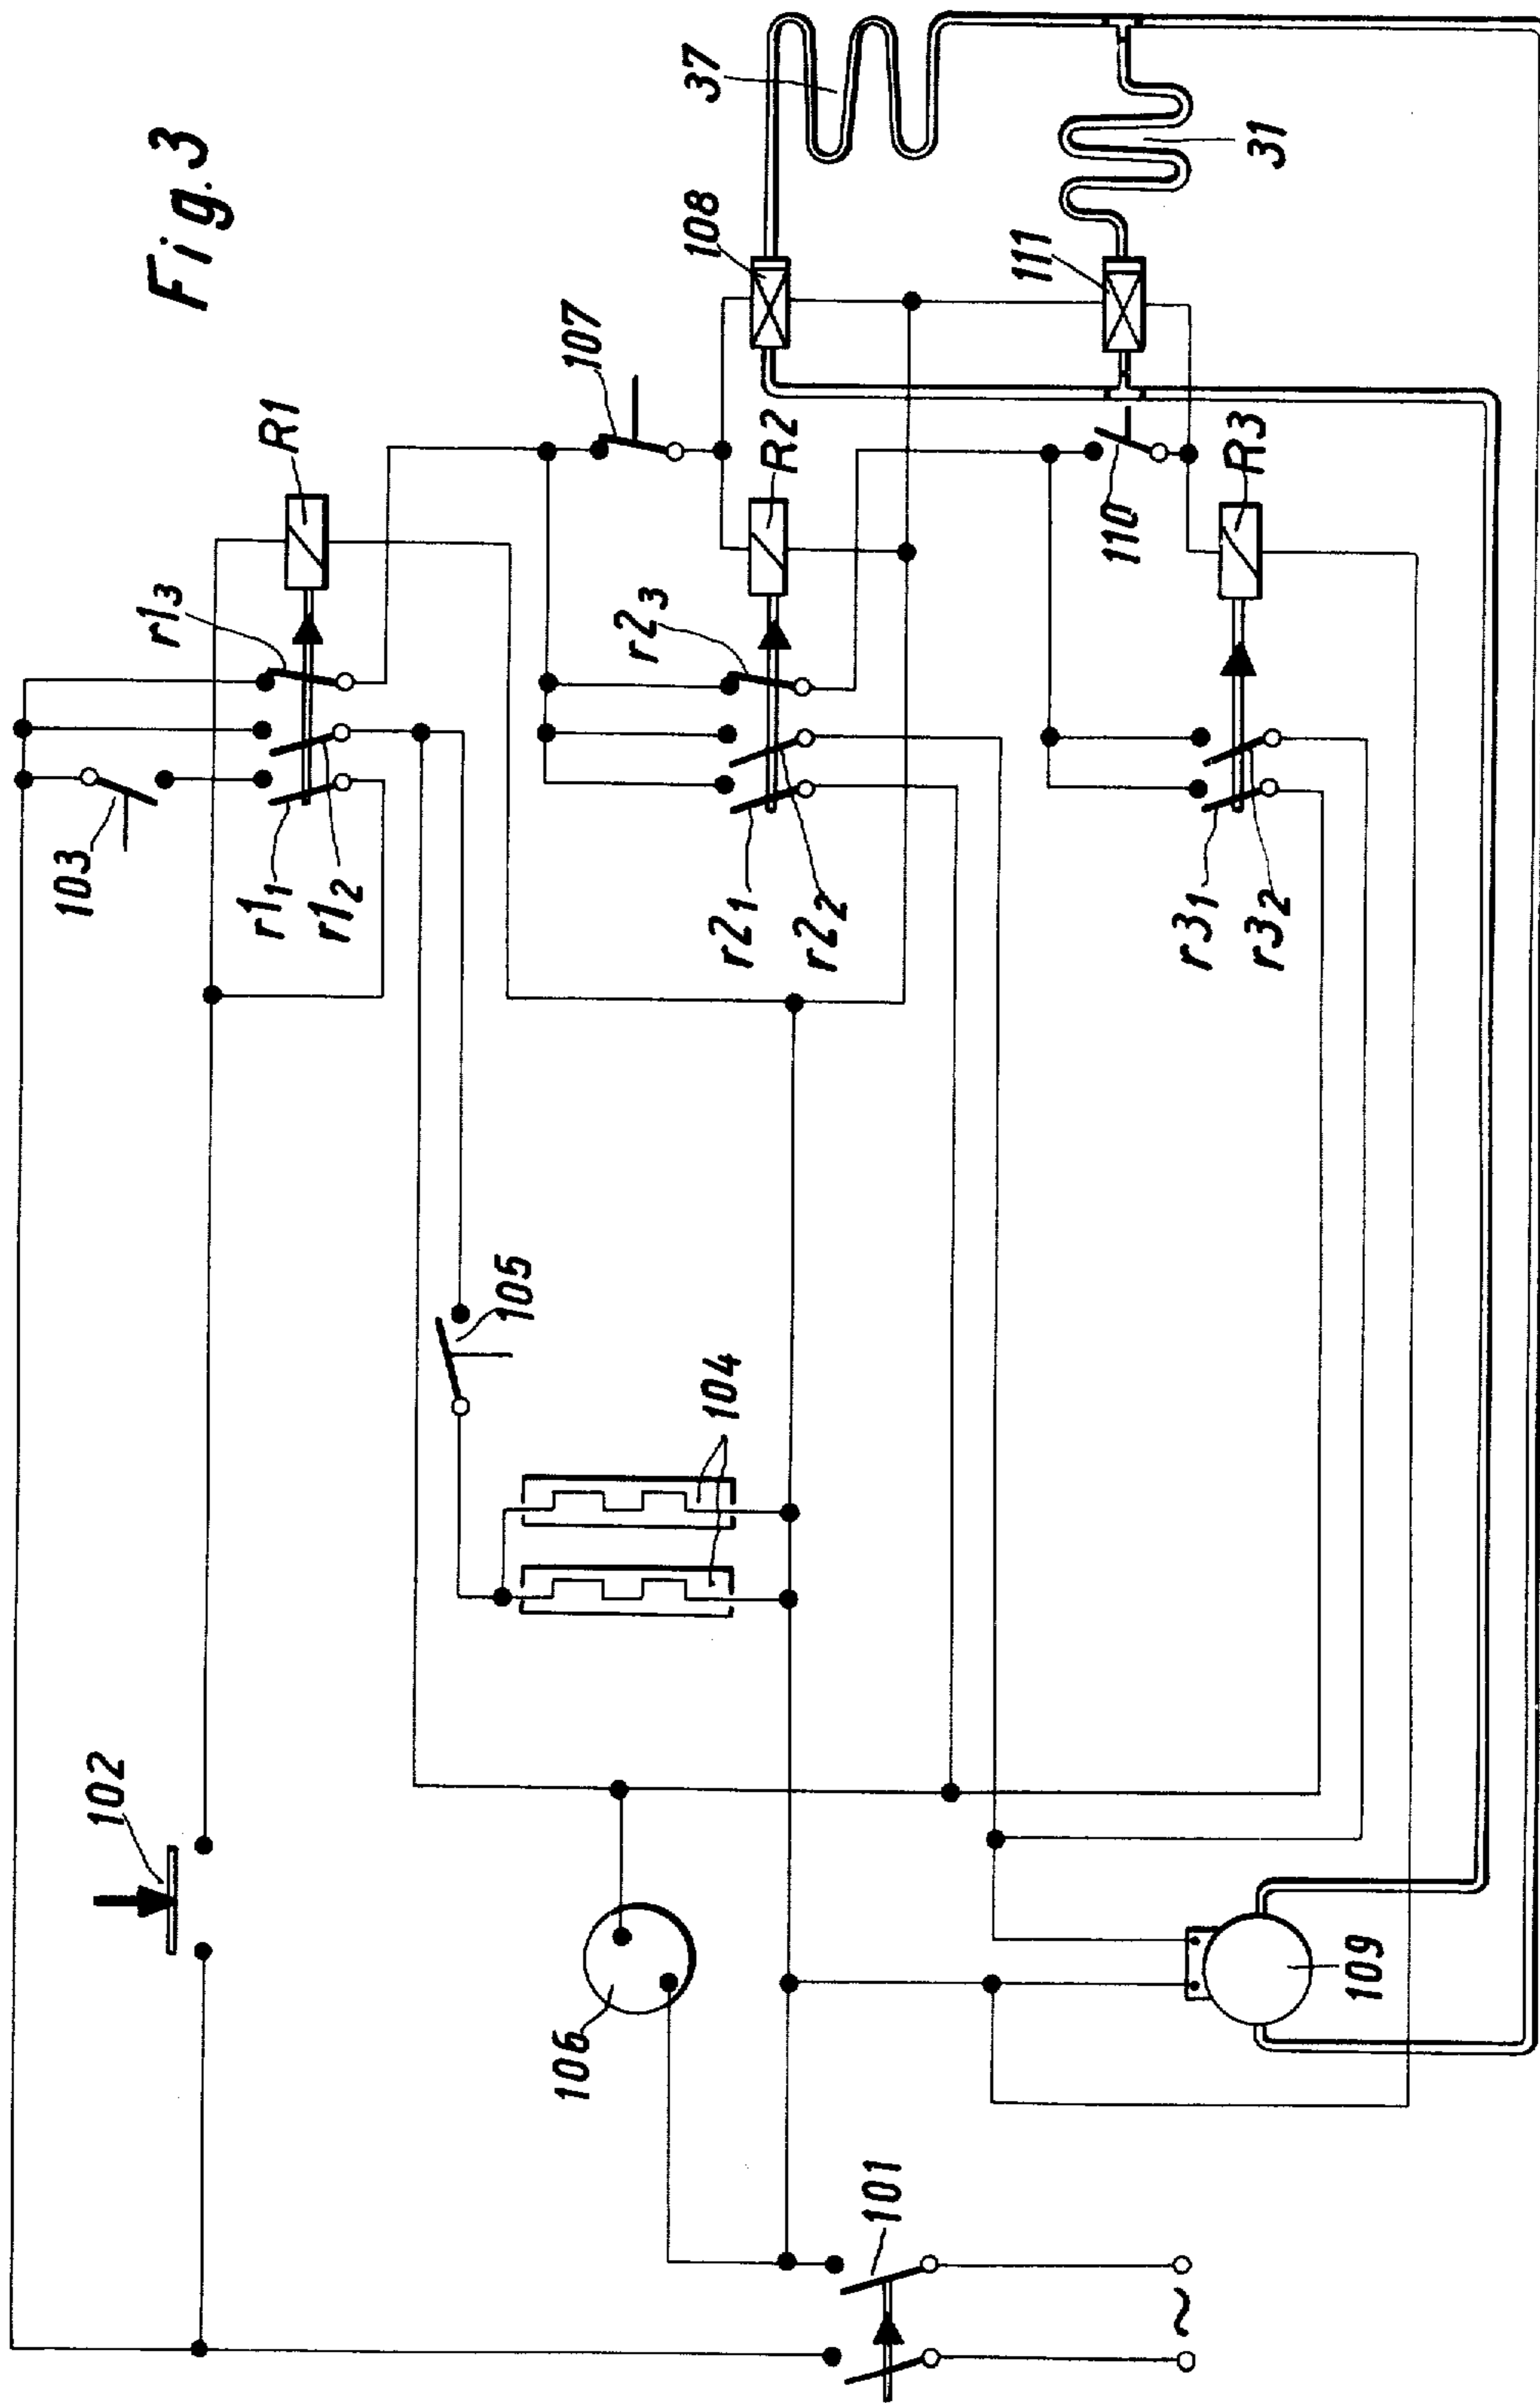 Fig. 3
102
103
r1₁
r1₂
r1₃
R1
37
107
108
105
104
106
r2₁
r2₂
r2₃
R2
111
31
110
r3₁
r3₂
R3
101
~
109